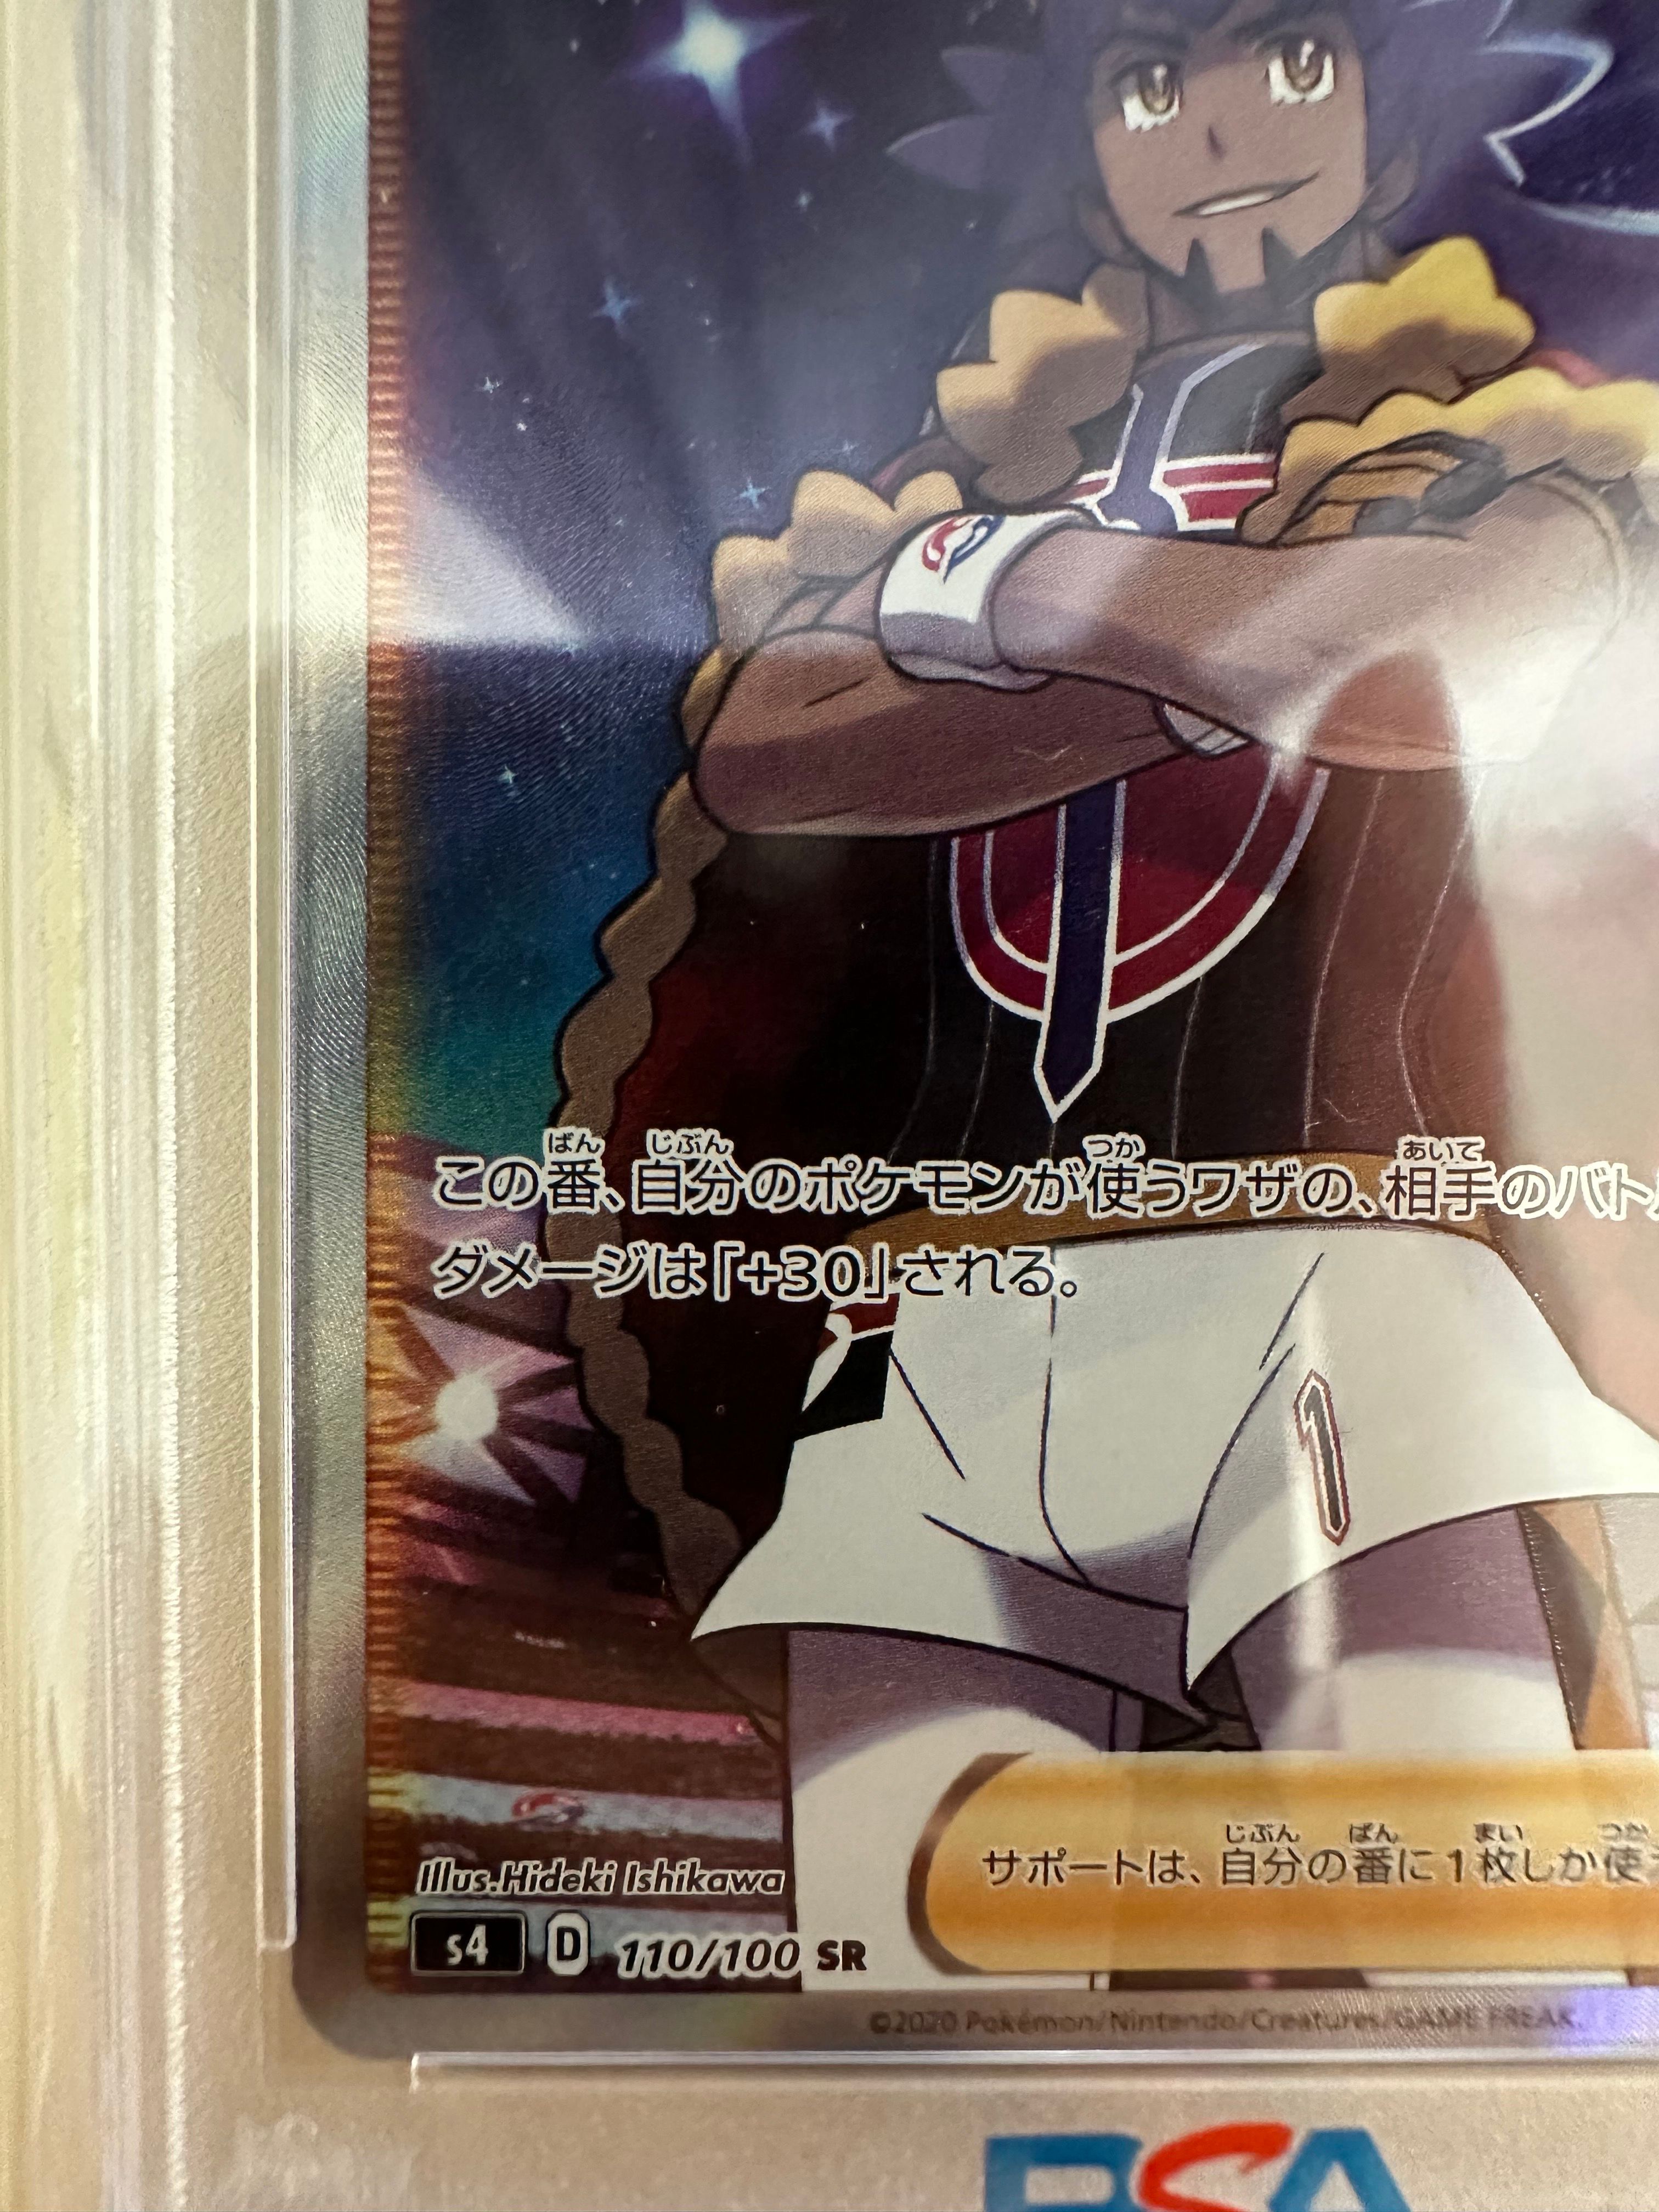 この番、自分のポケモンが使うワザの、相手のバト
ダメージは「+30」される。
1
サポートは、自分の番に1枚しか使
Illus.Hideki Ishikawa
s4 D 110/100 SR
©2020 Pokémon/Nintendo/Creatures/GAME FREAK.
PSA